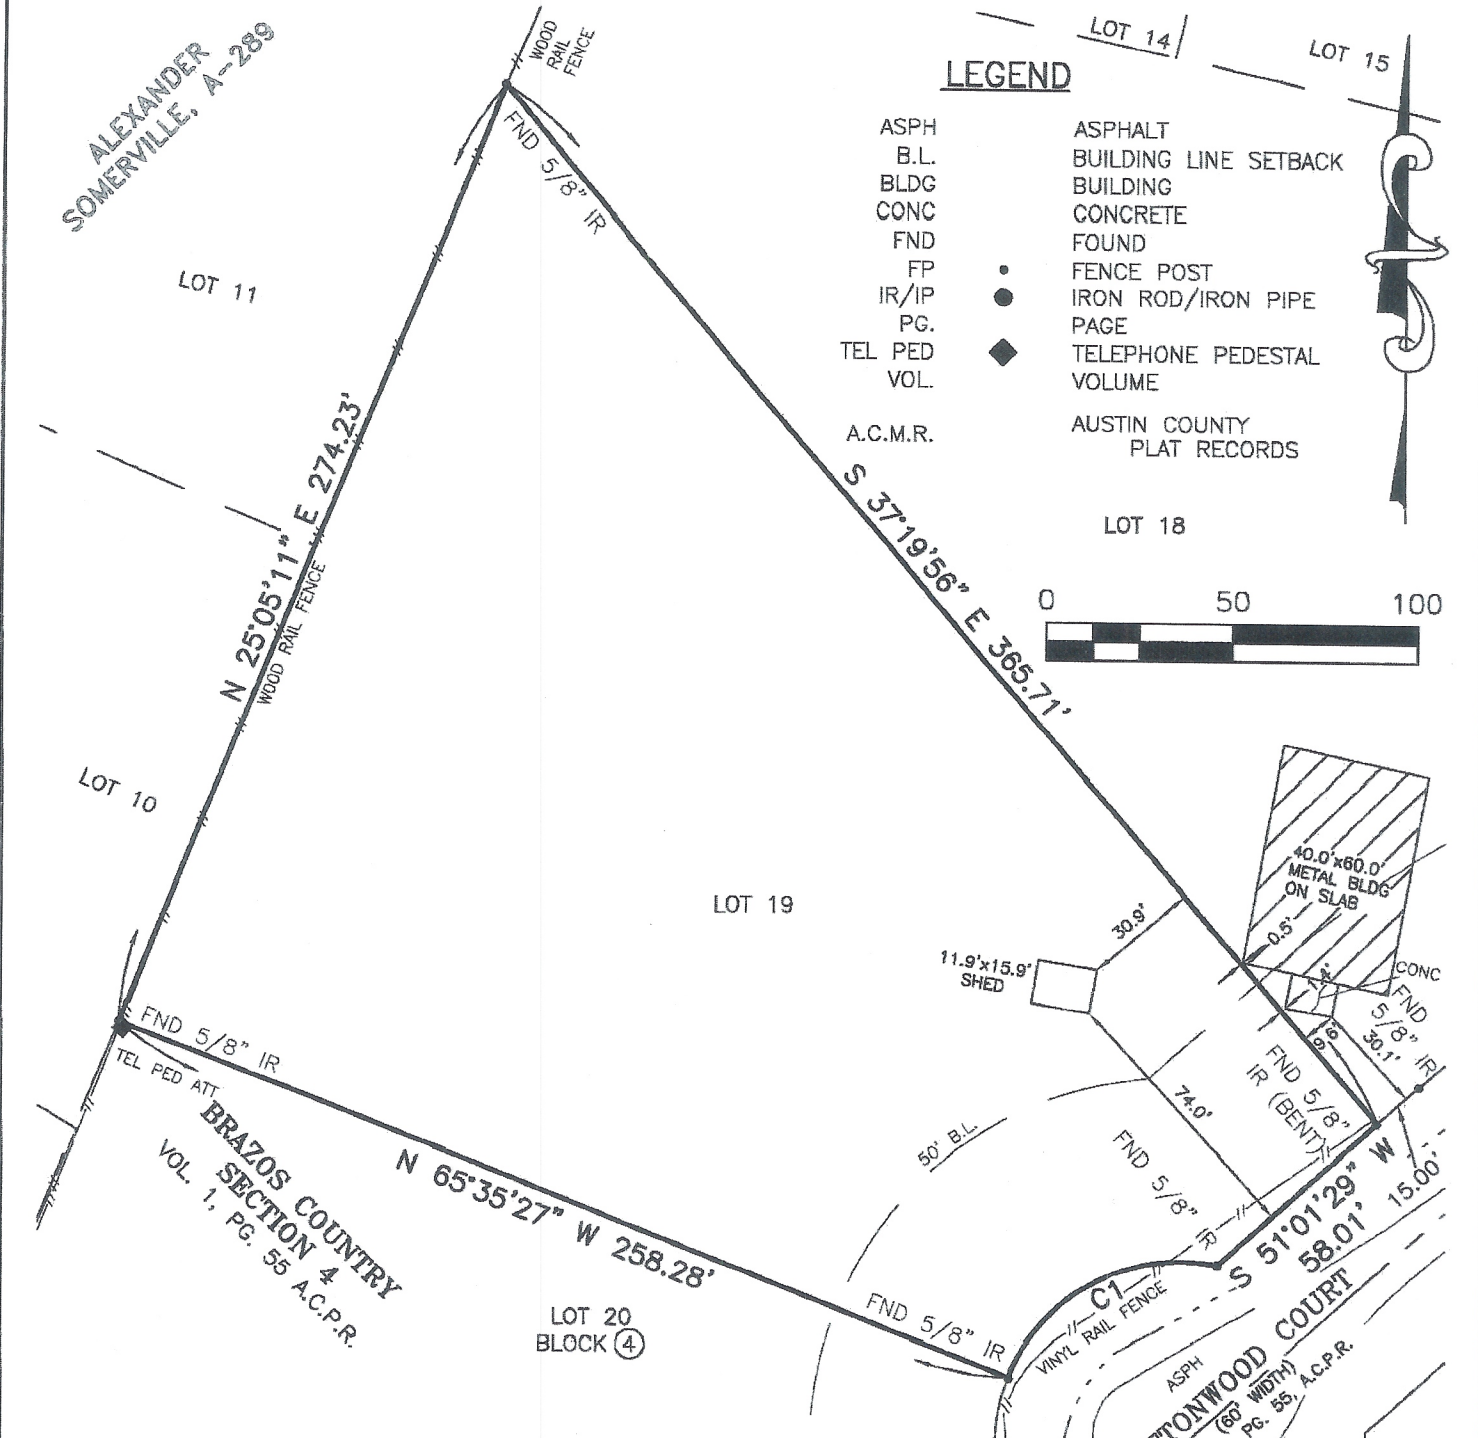 WOOD
RAIL
FENCE
ALEXANDER
SOMERVILLE, A-289
LOT 14
LOT 15
LEGEND
ASPH ASPHALT
B.L. BUILDING LINE SETBACK
BLDG BUILDING
CONC CONCRETE
FND FOUND
FP FENCE POST
IR/IP IRON ROD/IRON PIPE
PG. PAGE
TEL PED TELEPHONE PEDESTAL
VOL. VOLUME
A.C.M.R. AUSTIN COUNTY
PLAT RECORDS
FND 5/8" IR
LOT 11
N 25°05'11" E 274.23'
WOOD RAIL FENCE
S 37°19'56" E 365.71'
LOT 18
0 50 100
LOT 10
LOT 19
40.0'x60.0'
METAL BLDG
ON SLAB
0.5'
30.9'
11.9'x15.9'
SHED
CONC
FND
5/8" IR
30.1'
9.6'
FND 5/8"
IR (BENT)
74.0'
FND 5/8" IR
50' B.L.
FND 5/8" IR
TEL PED ATT.
BRAZOS COUNTRY
SECTION 4
VOL. 1, PG. 55 A.C.P.R.
N 65°35'27" W 258.28'
LOT 20
BLOCK 4
FND 5/8" IR
C1
VINYL RAIL FENCE
S 51°01'29" W
58.01'
15.00'
ASPH
TTONWOOD COURT
(60' WIDTH)
PG. 55, A.C.P.R.